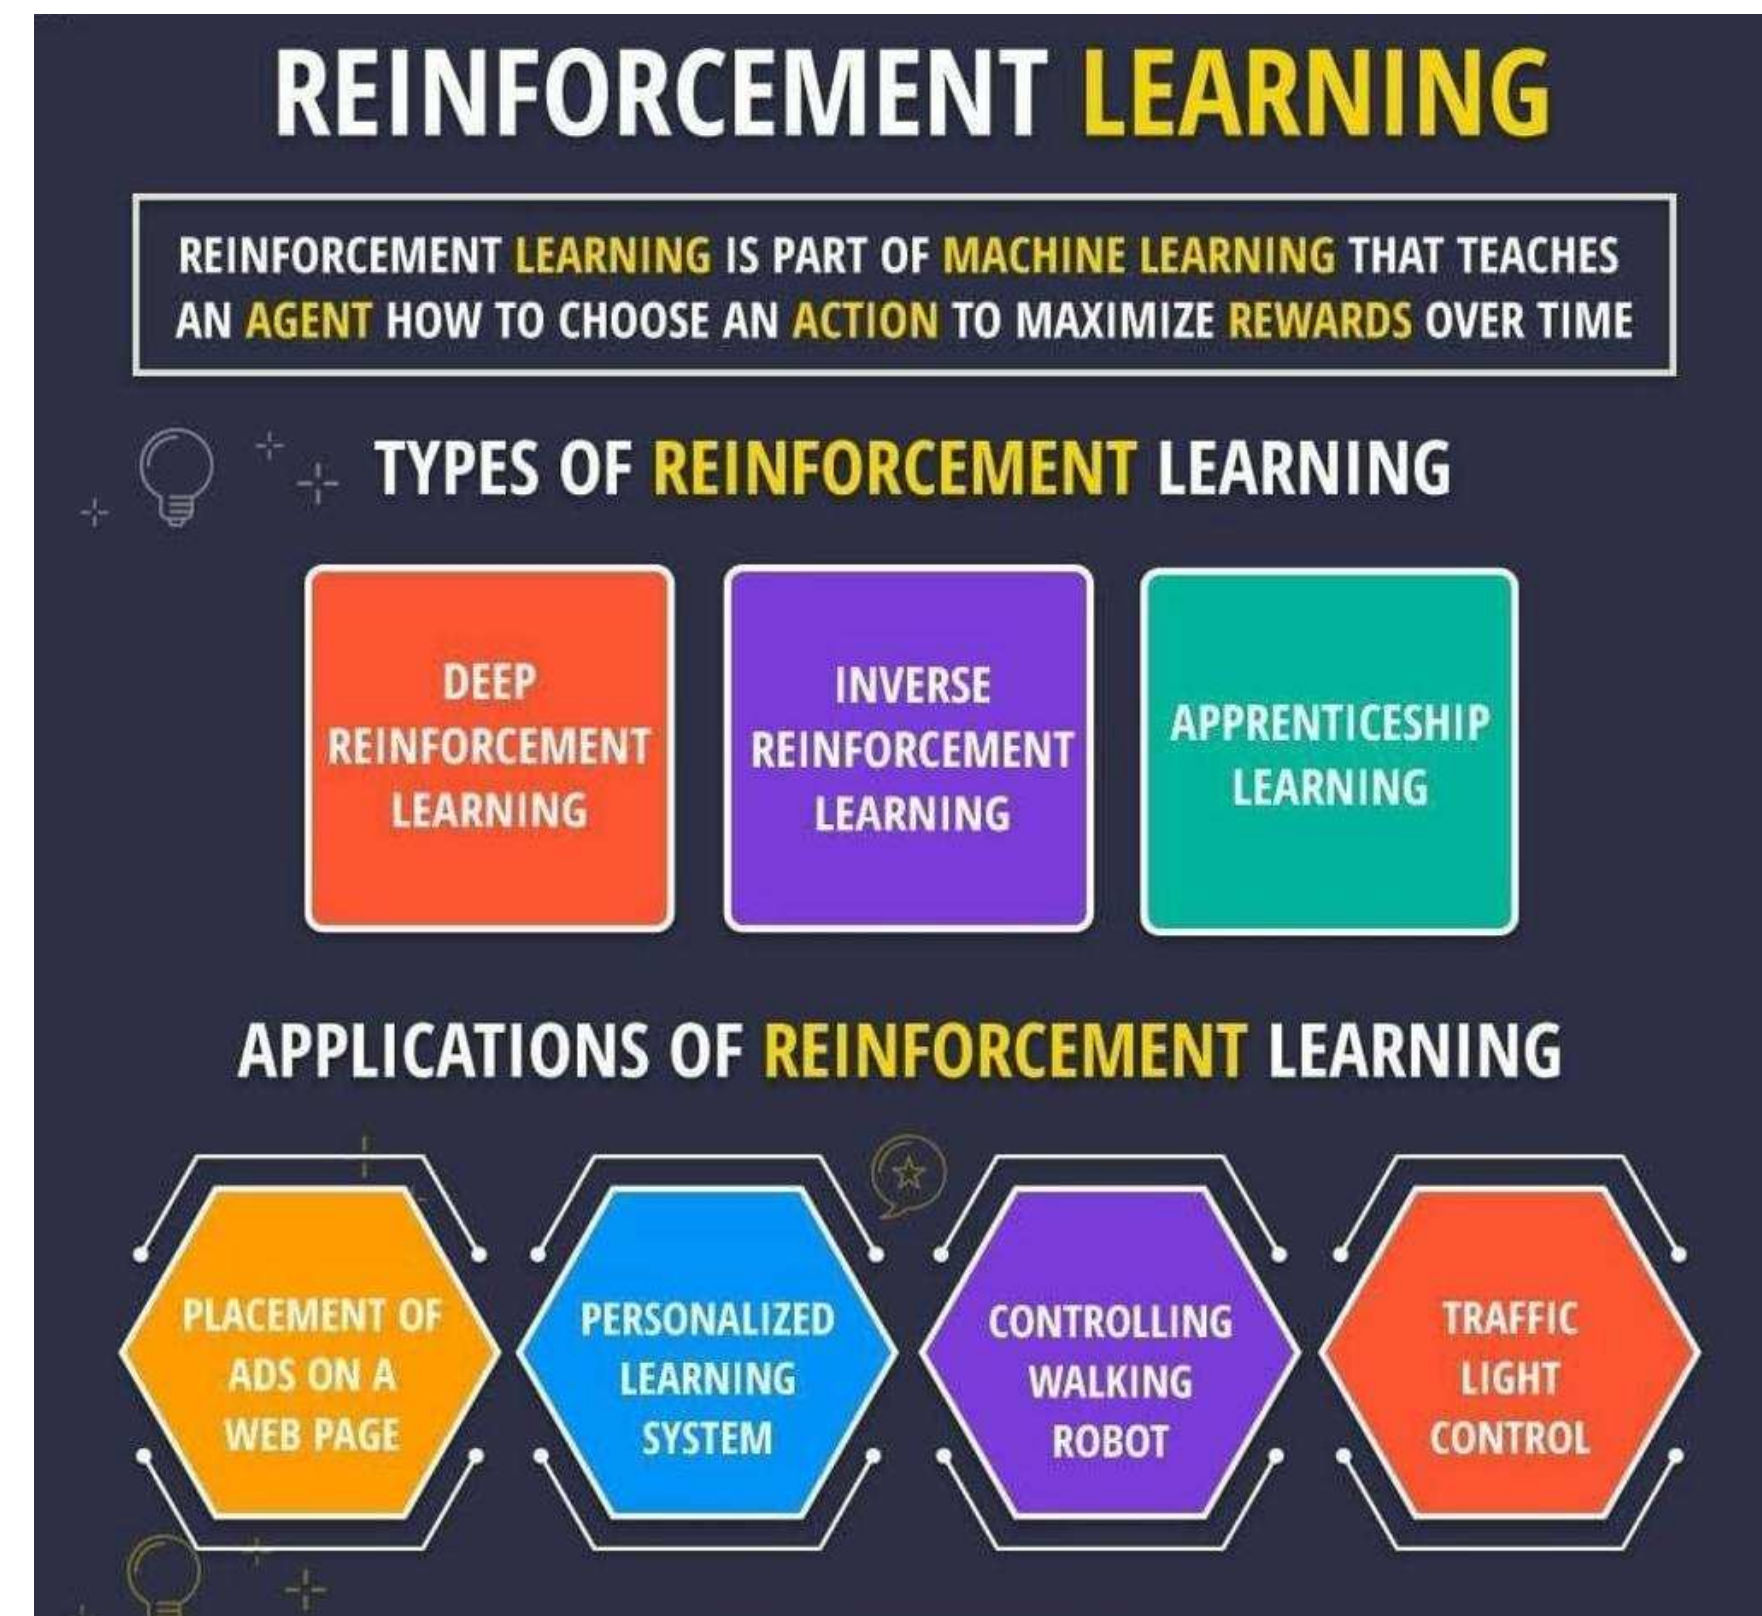 REINFORCEMENT LEARNING
REINFORCEMENT LEARNING IS PART OF MACHINE LEARNING THAT TEACHES
AN AGENT HOW TO CHOOSE AN ACTION TO MAXIMIZE REWARDS OVER TIME
TYPES OF REINFORCEMENT LEARNING
DEEP
REINFORCEMENT
LEARNING
INVERSE
REINFORCEMENT
LEARNING
APPRENTICESHIP
LEARNING
APPLICATIONS OF REINFORCEMENT LEARNING
PLACEMENT OF
ADS ON A
WEB PAGE
PERSONALIZED
LEARNING
SYSTEM
CONTROLLING
WALKING
ROBOT
TRAFFIC
LIGHT
CONTROL